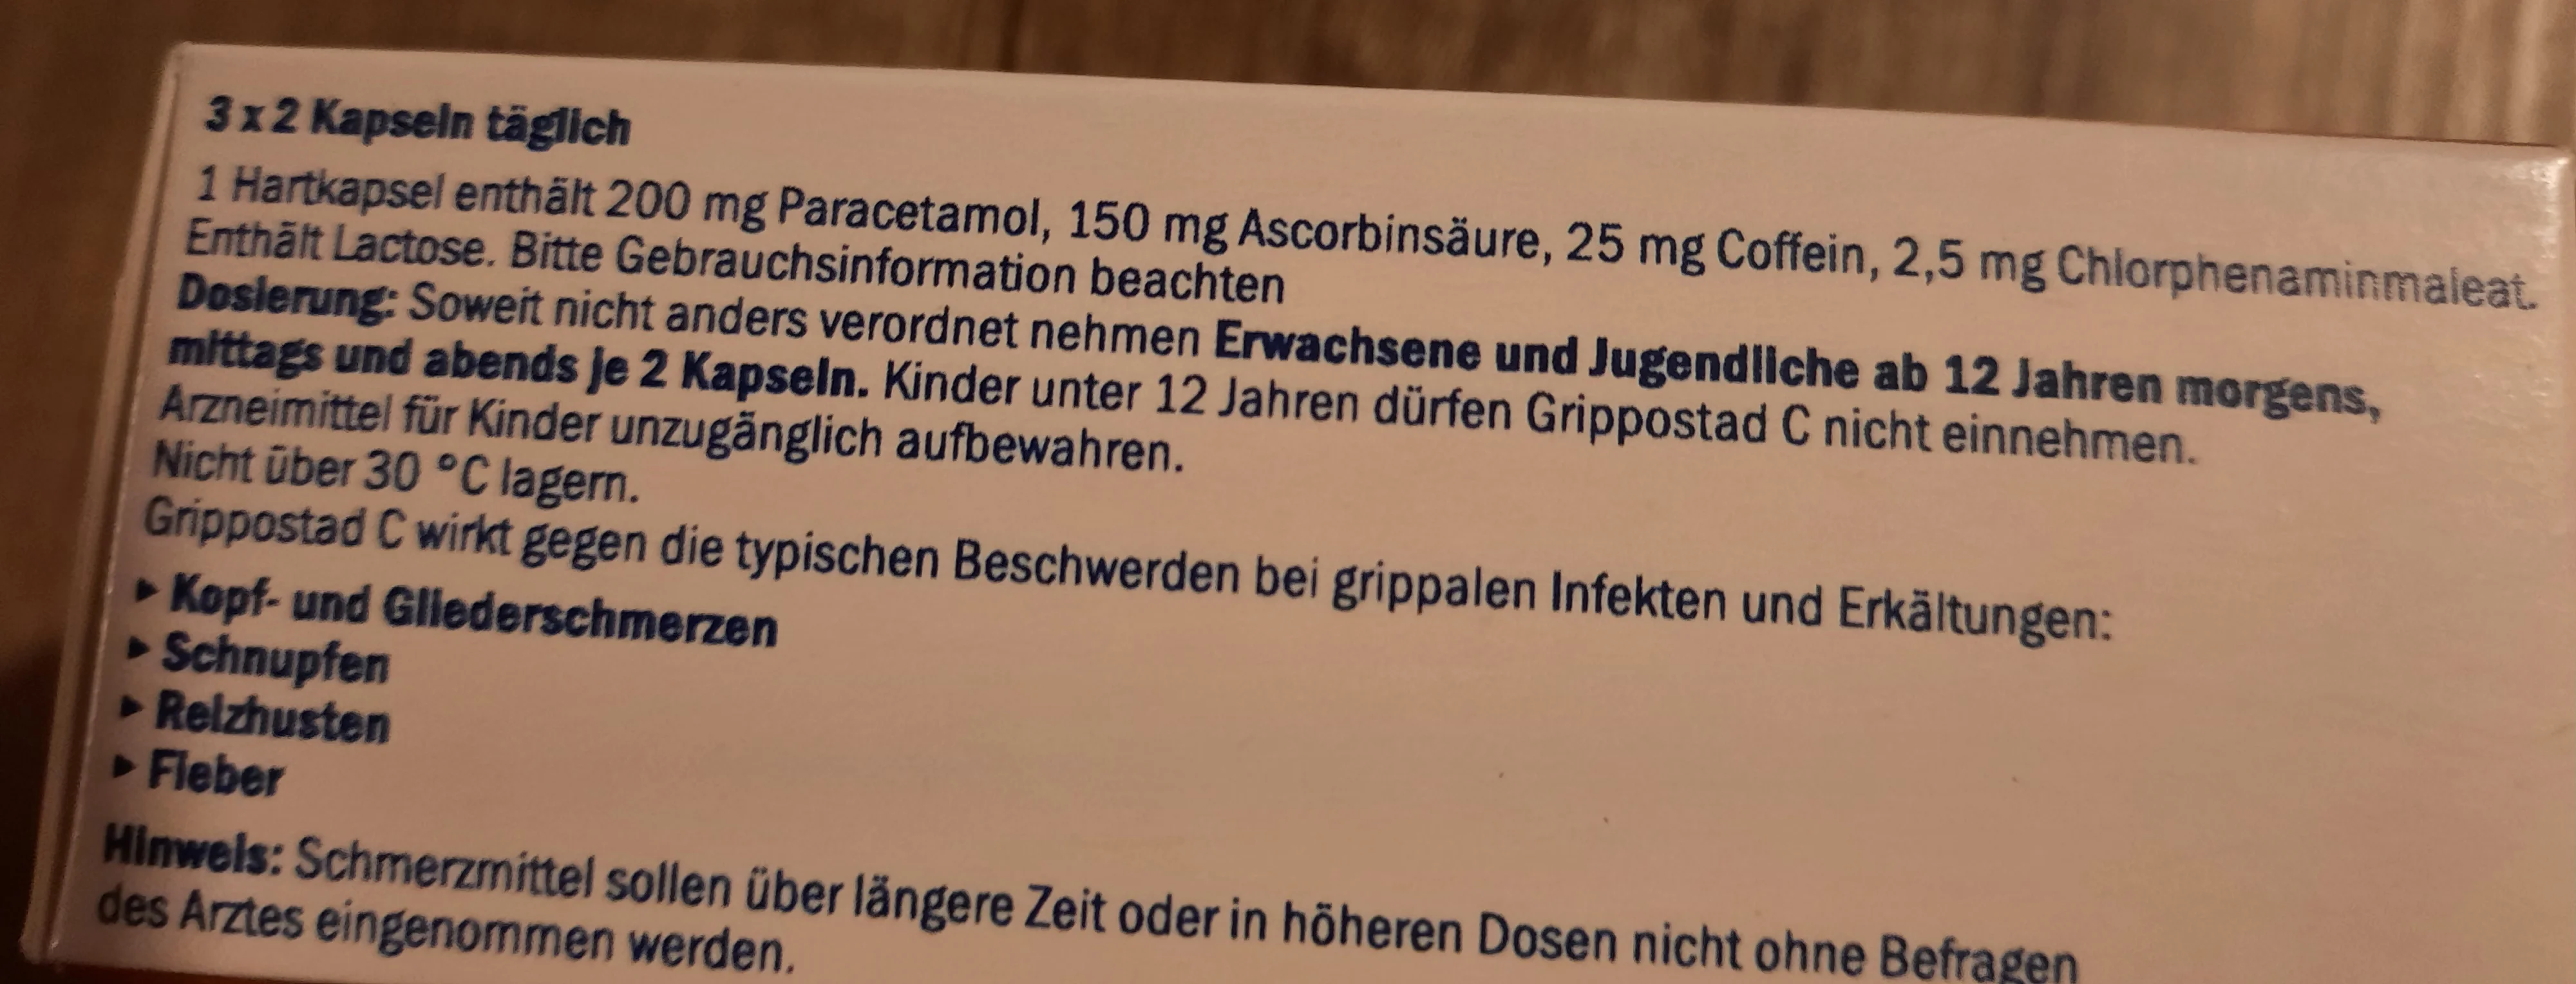 3 x 2 Kapseln täglich
1 Hartkapsel enthält 200 mg Paracetamol, 150 mg Ascorbinsäure, 25 mg Coffein, 2,5 mg Chlorphenaminmaleat.
Enthält Lactose. Bitte Gebrauchsinformation beachten
Dosierung: Soweit nicht anders verordnet nehmen Erwachsene und Jugendliche ab 12 Jahren morgens,
mittags und abends je 2 Kapseln. Kinder unter 12 Jahren dürfen Grippostad C nicht einnehmen.
Arzneimittel für Kinder unzugänglich aufbewahren.
Nicht über 30 °C lagern.
Grippostad C wirkt gegen die typischen Beschwerden bei grippalen Infekten und Erkältungen:
▸ Kopf- und Gliederschmerzen
▸ Schnupfen
▸ Reizhusten
▸ Fieber
Hinweis: Schmerzmittel sollen über längere Zeit oder in höheren Dosen nicht ohne Befragen
des Arztes eingenommen werden.